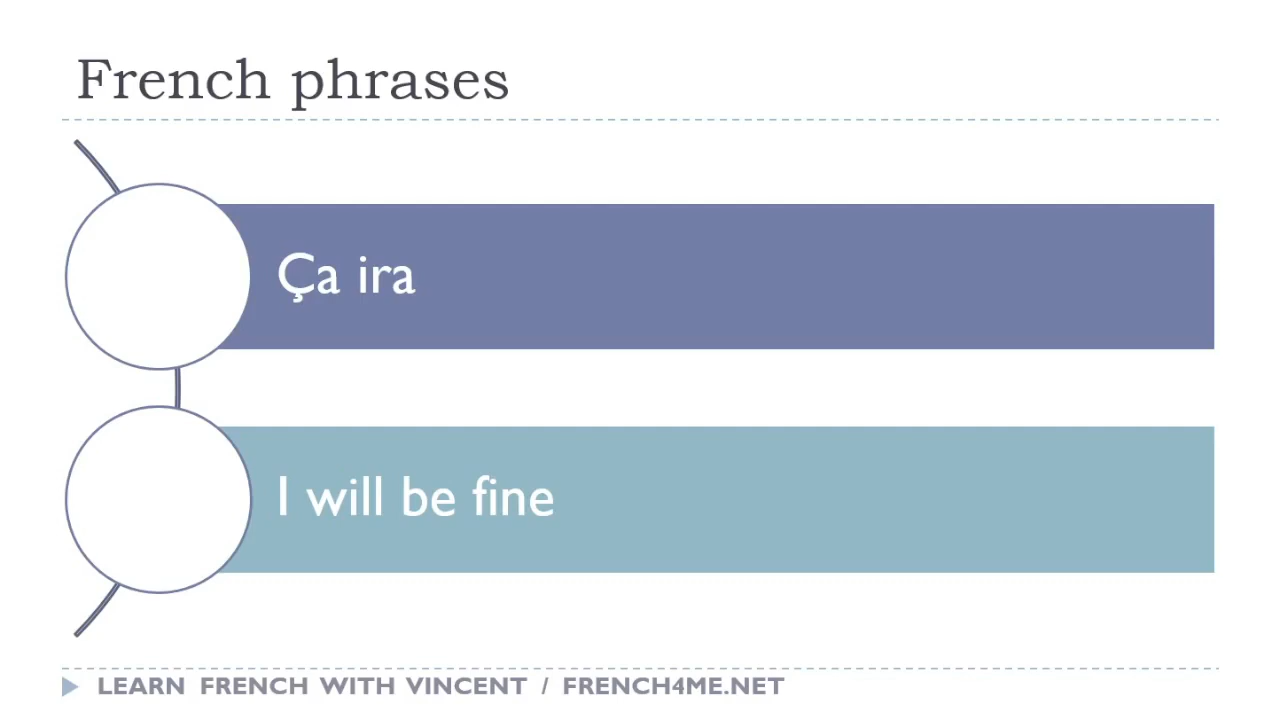 French phrases
Ça ira
I will be fine
LEARN FRENCH WITH VINCENT / FRENCH4ME.NET